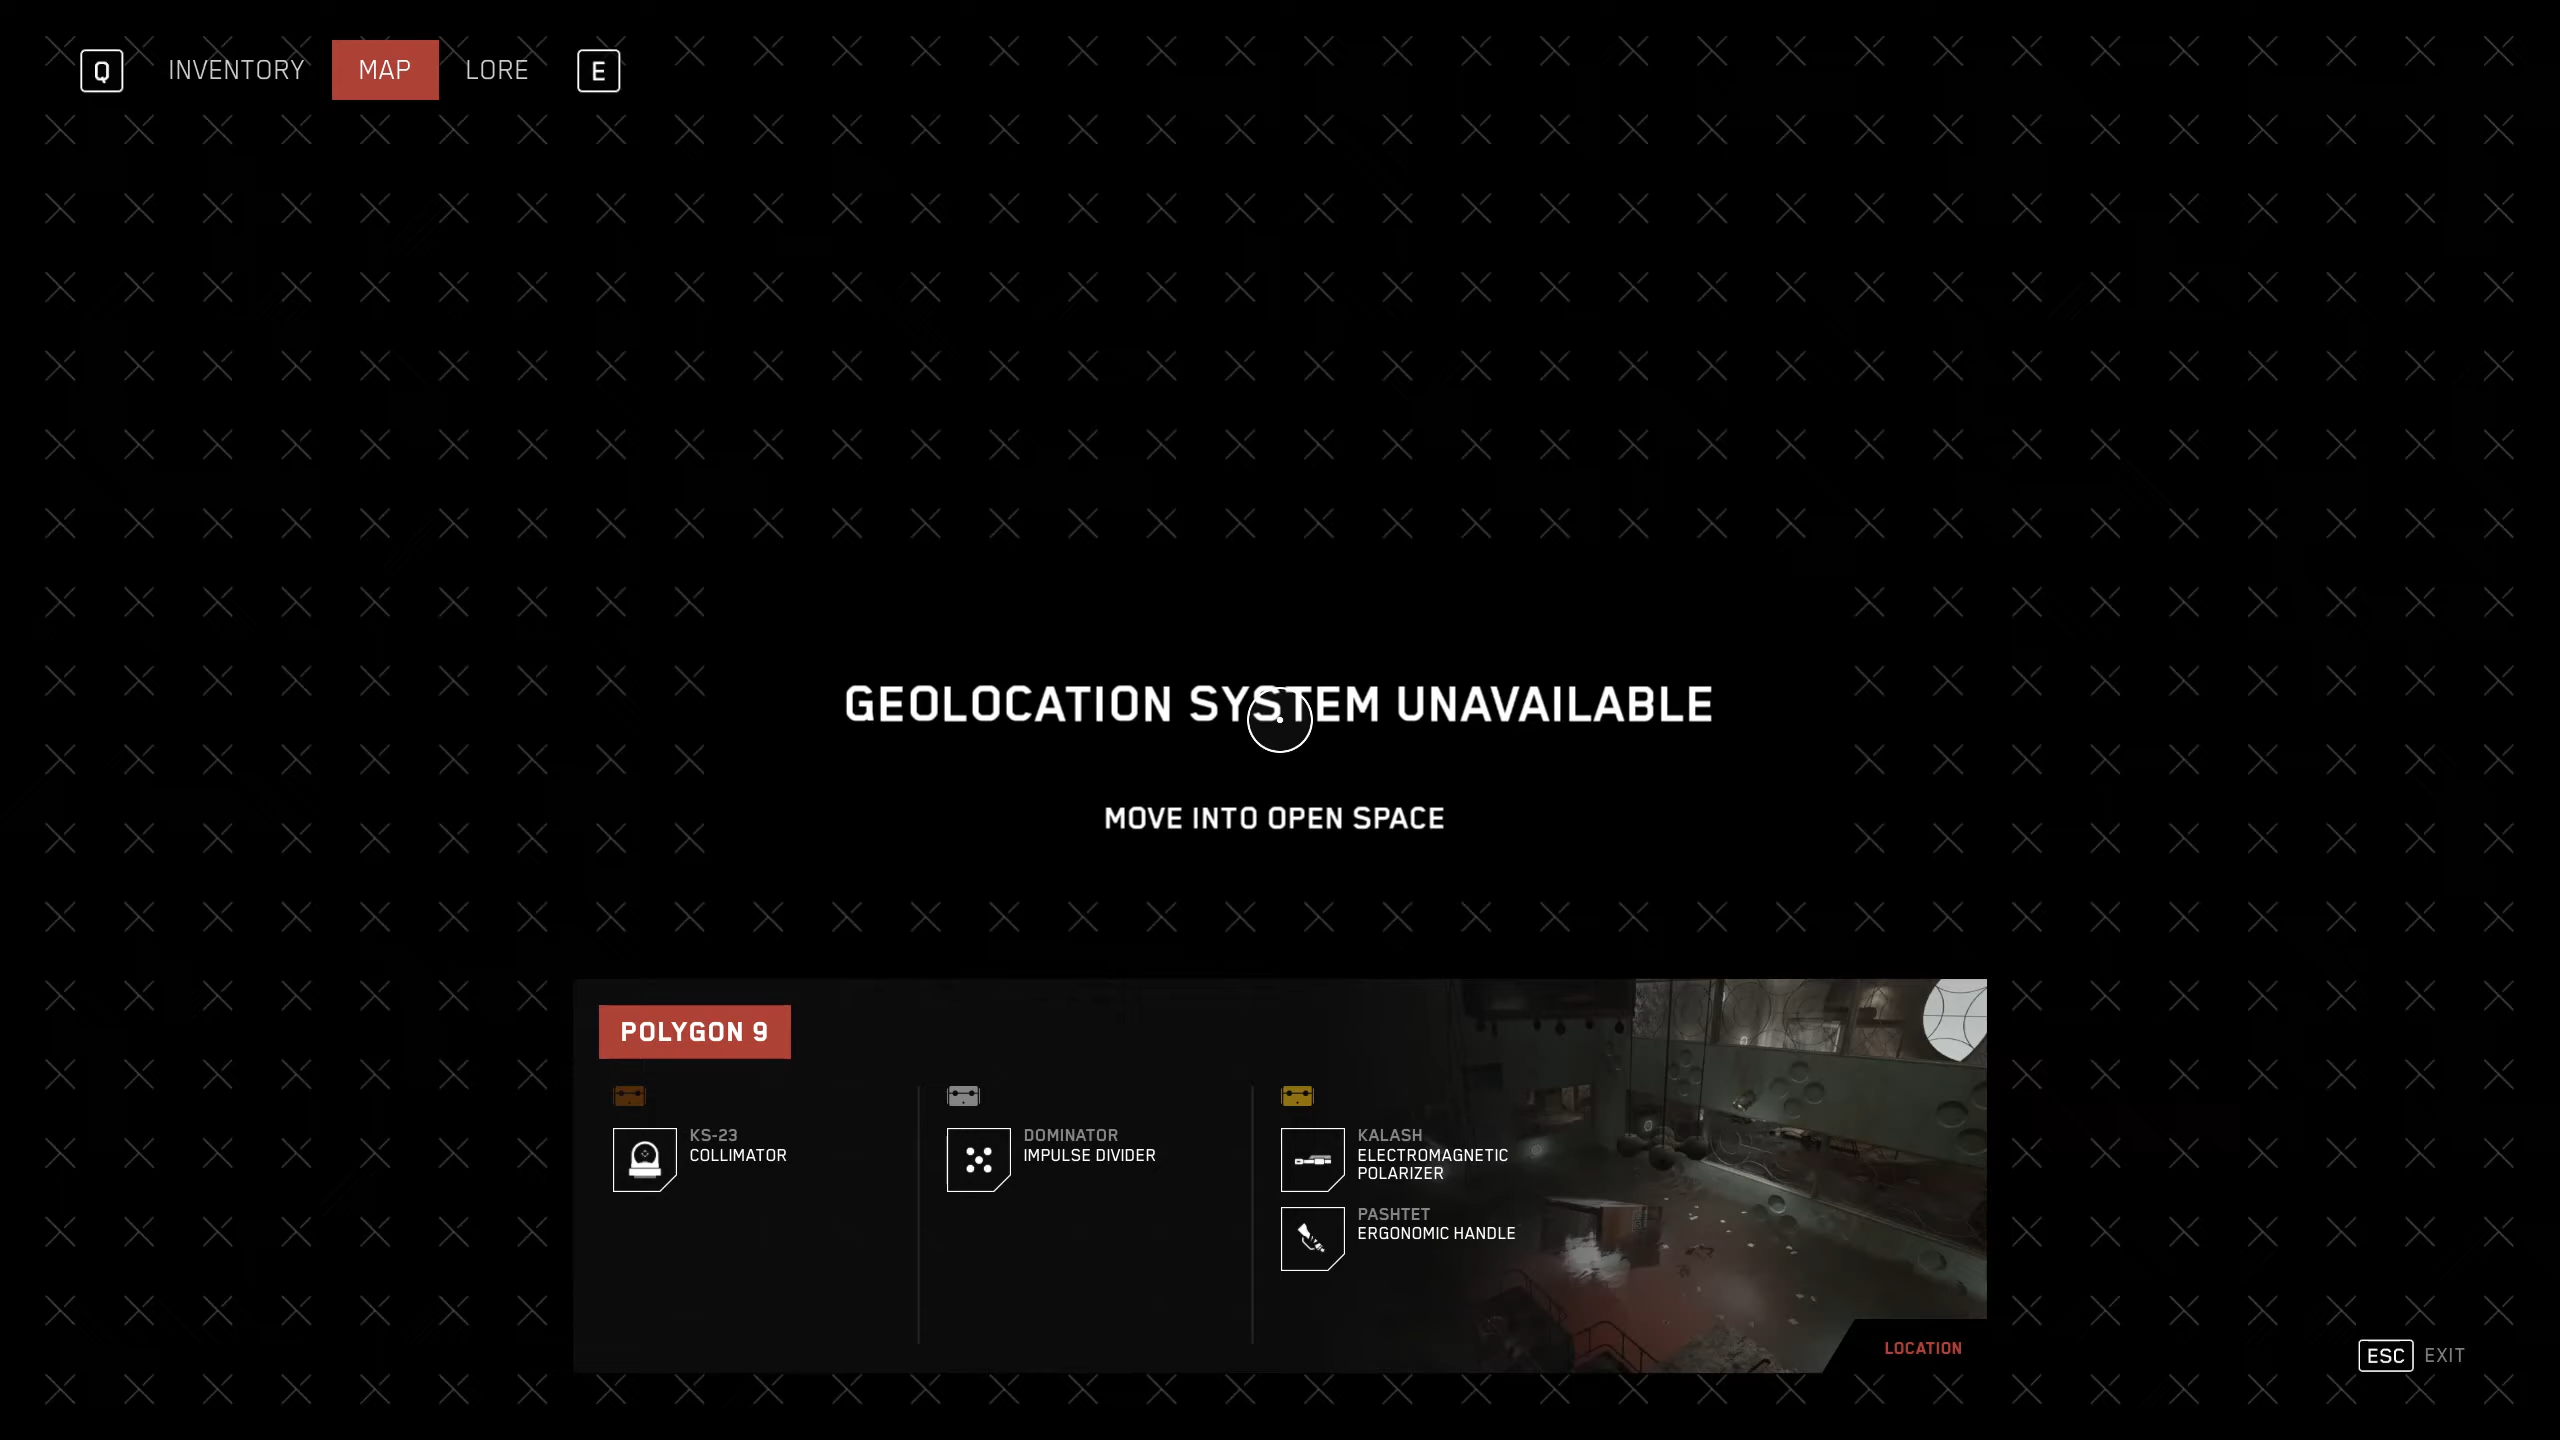 Q INVENTORY MAP LORE E
GEOLOCATION SYSTEM UNAVAILABLE
MOVE INTO OPEN SPACE
POLYGON 9
KS-23
COLLIMATOR
DOMINATOR
IMPULSE DIVIDER
KALASH
ELECTROMAGNETIC
POLARIZER
PASHTET
ERGONOMIC HANDLE
LOCATION
ESC EXIT